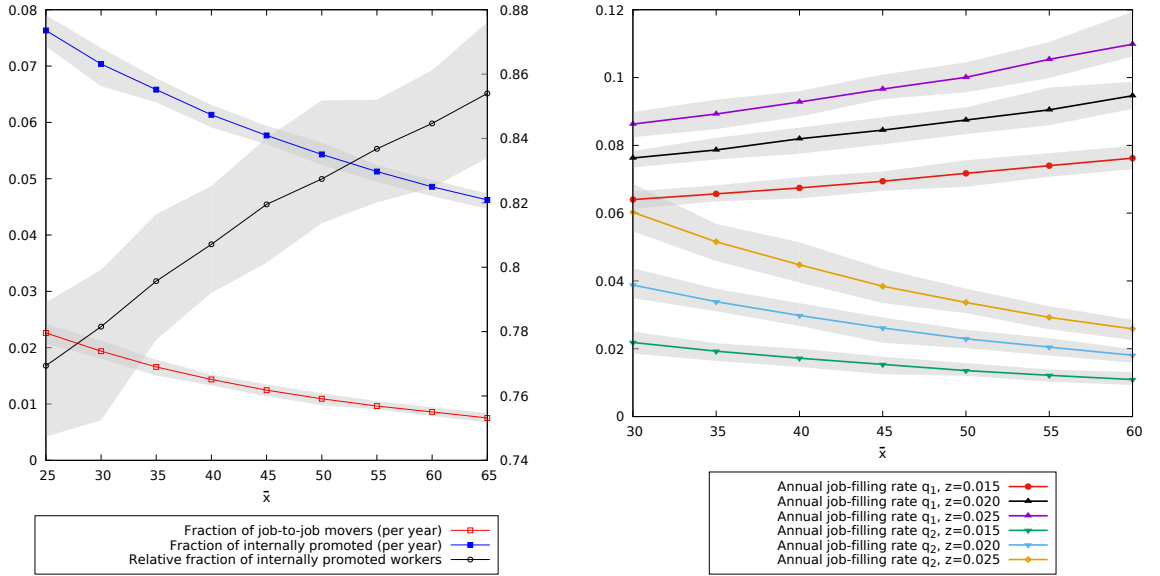 0.08
0.07
0.06
0.05
0.04
0.03
0.02
0.01
0
0.88
0.86
0.84
0.82
0.8
0.78
0.76
0.74
25 30 35 40 45 50 55 60 65
x̄
Fraction of job-to-job movers (per year)
Fraction of internally promoted (per year)
Relative fraction of internally promoted workers
0.12
0.1
0.08
0.06
0.04
0.02
0
30 35 40 45 50 55 60
x̄
Annual job-filling rate q₁, z=0.015
Annual job-filling rate q₁, z=0.020
Annual job-filling rate q₁, z=0.025
Annual job-filling rate q₂, z=0.015
Annual job-filling rate q₂, z=0.020
Annual job-filling rate q₂, z=0.025